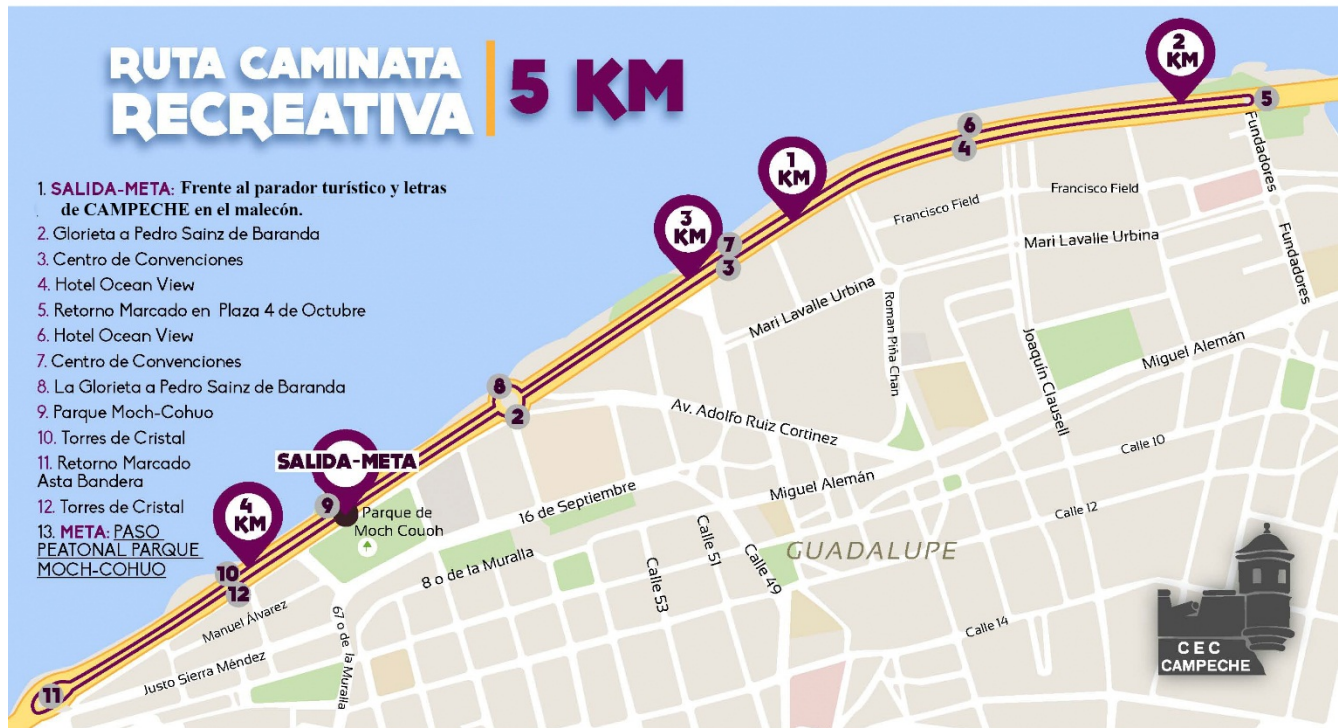 RUTA CAMINATA
RECREATIVA
5 KM
1. SALIDA-META: Frente al parador turístico y letras
de CAMPECHE en el malecón.
2. Glorieta a Pedro Sainz de Baranda
3. Centro de Convenciones
4. Hotel Ocean View
5. Retorno Marcado en Plaza 4 de Octubre
6. Hotel Ocean View
7. Centro de Convenciones
8. La Glorieta a Pedro Sainz de Baranda
9. Parque Moch-Cohuo
10. Torres de Cristal
11. Retorno Marcado
Asta Bandera
12. Torres de Cristal
13. META: PASO
PEATONAL PARQUE
MOCH-COHUO
2
KM
5
6
4
1
KM
3
KM
7
3
8
2
SALIDA-META
9
4
KM
10
12
11
Parque de
Moch Couoh
Fundadores
Fundadores
Francisco Field
Francisco Field
Mari Lavalle Urbina
Mari Lavalle Urbina
Roman Piña Chan
Joaquín Clausell
Miguel Alemán
Miguel Alemán
Av. Adolfo Ruiz Cortinez
Calle 10
Calle 12
16 de Septiembre
8 o de la Muralla
Calle 53
Calle 51
Calle 49
GUADALUPE
Calle 14
Manuel Álvarez
Justo Sierra Méndez
67 o de la Muralla
CEC
CAMPECHE